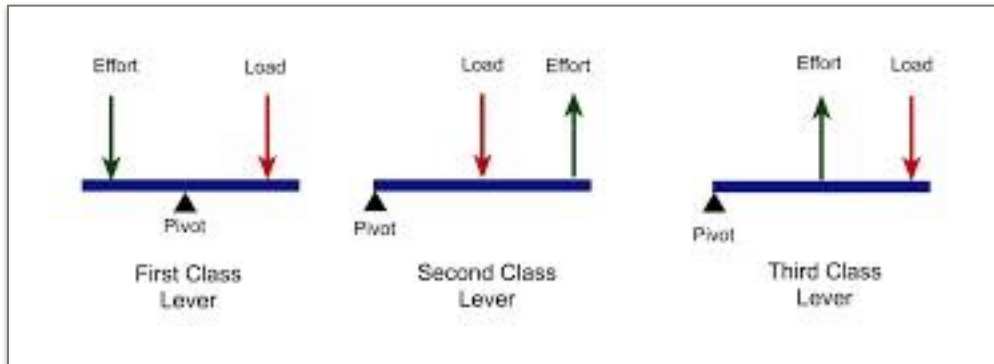 Effort
Load
Pivot
First Class
Lever
Load
Effort
Pivot
Second Class
Lever
Effort
Load
Pivot
Third Class
Lever